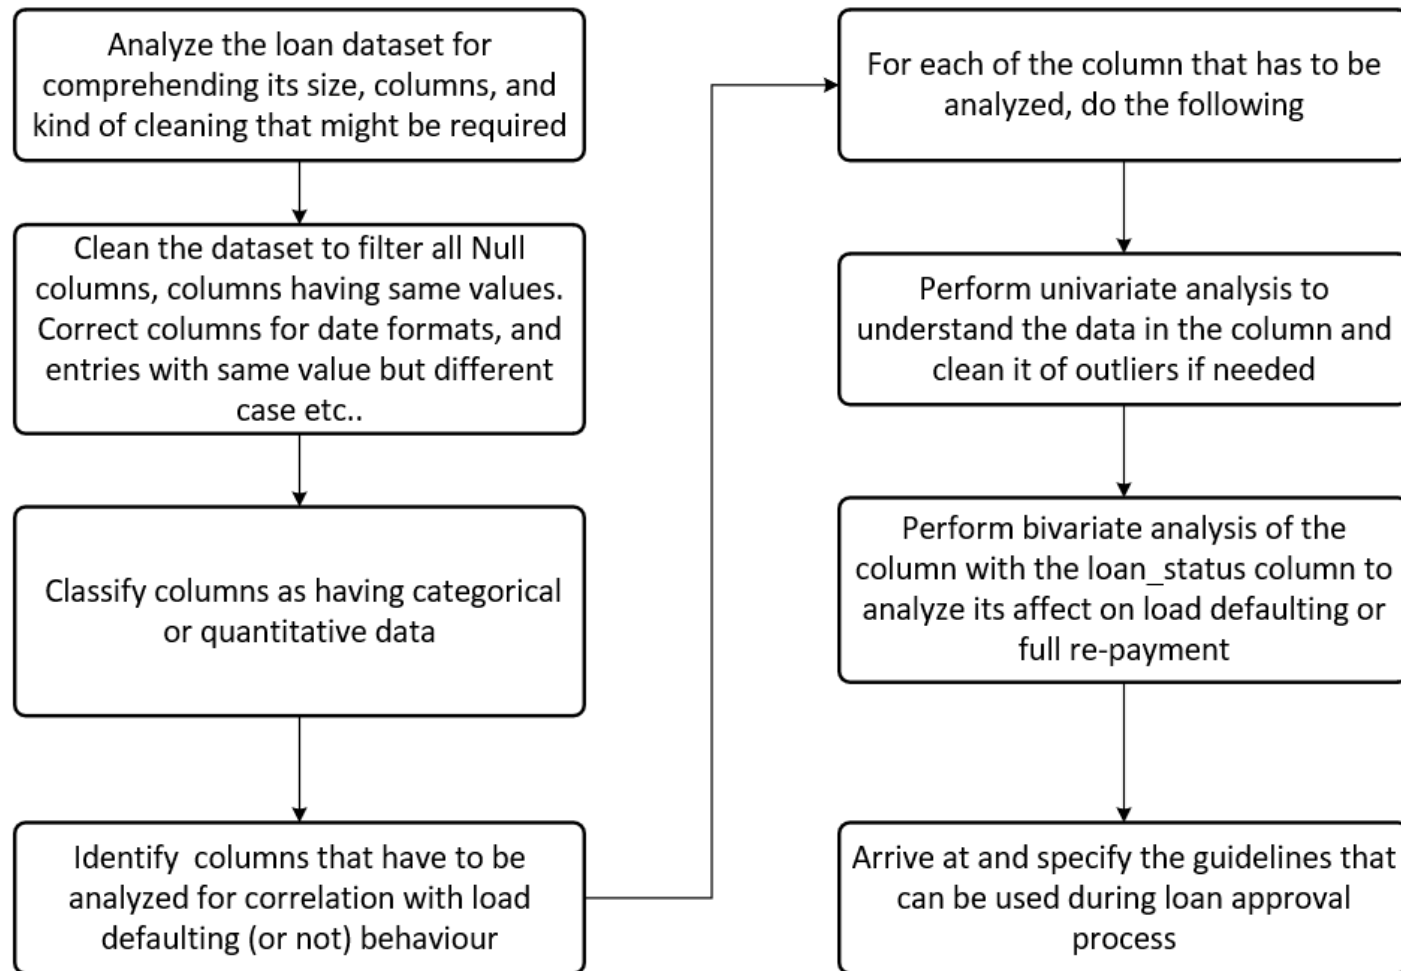 Analyze the loan dataset for
comprehending its size, columns, and
kind of cleaning that might be required
Clean the dataset to filter all Null
columns, columns having same values.
Correct columns for date formats, and
entries with same value but different
case etc..
Classify columns as having categorical
or quantitative data
Identify columns that have to be
analyzed for correlation with load
defaulting (or not) behaviour
For each of the column that has to be
analyzed, do the following
Perform univariate analysis to
understand the data in the column and
clean it of outliers if needed
Perform bivariate analysis of the
column with the loan_status column to
analyze its affect on load defaulting or
full re-payment
Arrive at and specify the guidelines that
can be used during loan approval
process